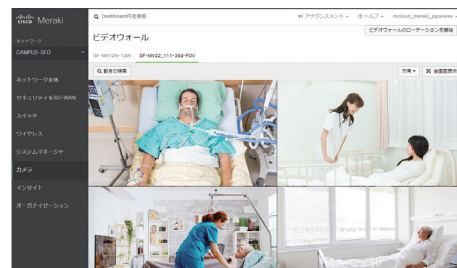 cisco Meraki
Dashboard内を検索
アナウンスメント
ヘルプ
mcloud_meraki_japanese
ネットワーク
CAMPUS-SFO
ビデオウォール
ビデオウォールのローテーションを開始
SF-MV12N-12W SF-MV22_111-26d-FOV
動きの検索
共有
全画面表示
ネットワーク全体
セキュリティ&SD-WAN
スイッチ
ワイヤレス
システムマネージャ
カメラ
インサイト
オーガナイゼーション